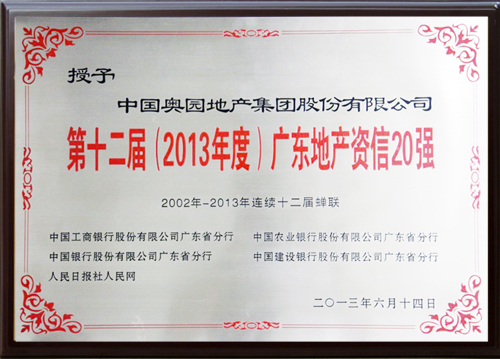 授予
中国奥园地产集团股份有限公司
第十二届（2013年度）广东地产资信20强
2002年-2013年连续十二届蝉联
中国工商银行股份有限公司广东省分行 中国农业银行股份有限公司广东省分行
中国银行股份有限公司广东省分行 中国建设银行股份有限公司广东省分行
人民日报社人民网
二〇一三年六月十四日